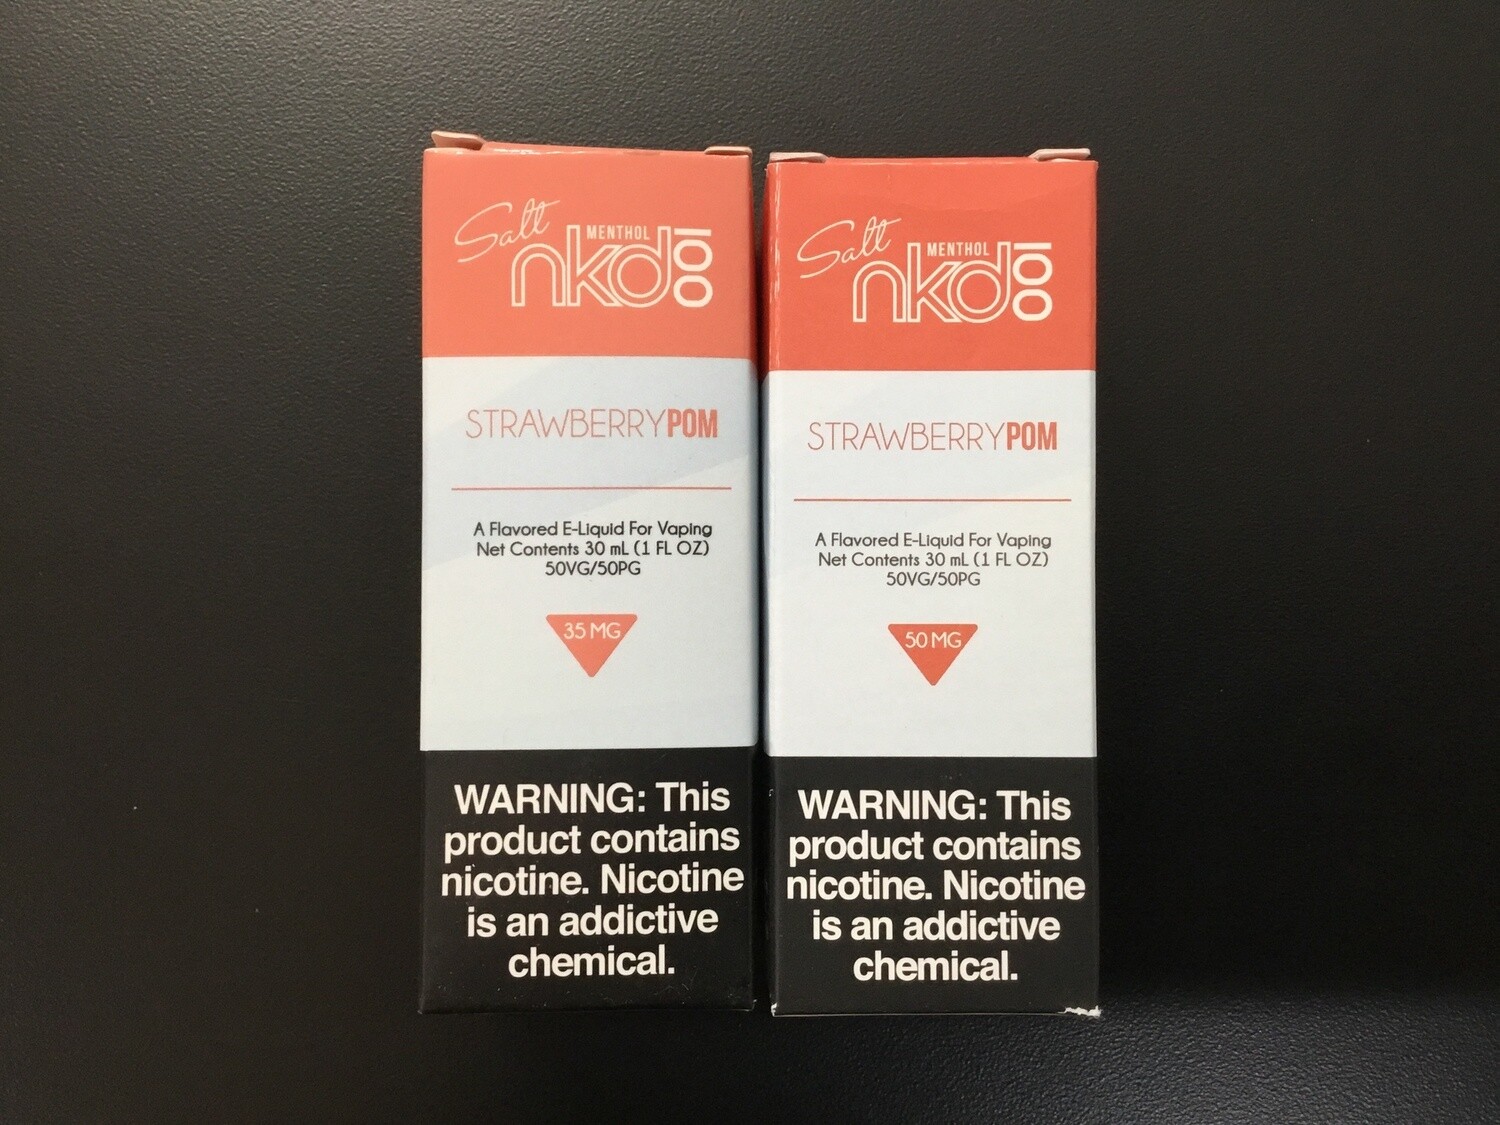 Salt
MENTHOL
nkd 100
STRAWBERRYPOM
A Flavored E-Liquid For Vaping
Net Contents 30 mL (1 FL OZ)
50VG/50PG
35 MG
WARNING: This
product contains
nicotine. Nicotine
is an addictive
chemical.
Salt
MENTHOL
nkd 100
STRAWBERRYPOM
A Flavored E-Liquid For Vaping
Net Contents 30 mL (1 FL OZ)
50VG/50PG
50 MG
WARNING: This
product contains
nicotine. Nicotine
is an addictive
chemical.